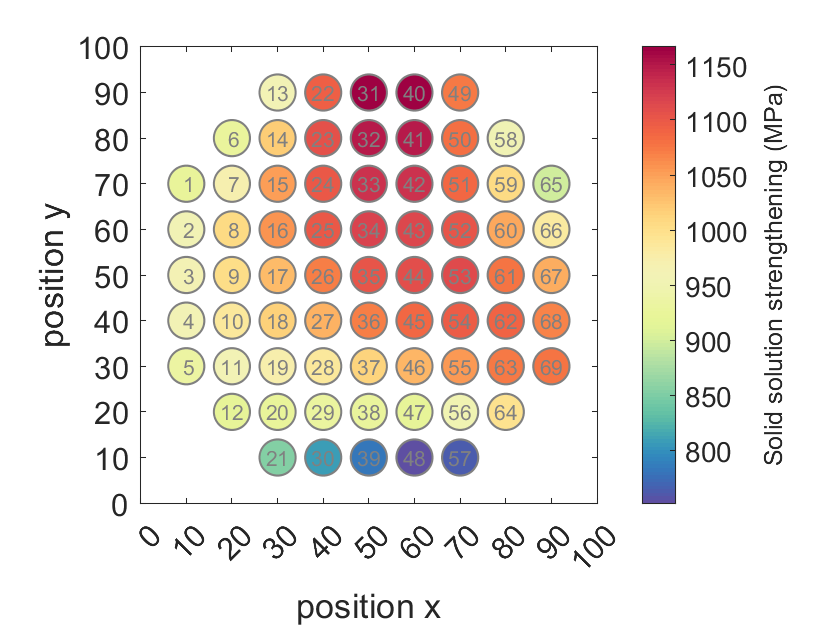 100
90
80
70
60
50
40
30
20
10
0
13 22 31 40 49
6 14 23 32 41 50 58
1 7 15 24 33 42 51 59 65
2 8 16 25 34 43 52 60 66
3 9 17 26 35 44 53 61 67
4 10 18 27 36 45 54 62 68
5 11 19 28 37 46 55 63 69
12 20 29 38 47 56 64
21 30 39 48 57
0 10 20 30 40 50 60 70 80 90 100
position x
position y
1150
1100
1050
1000
950
900
850
800
Solid solution strengthening (MPa)